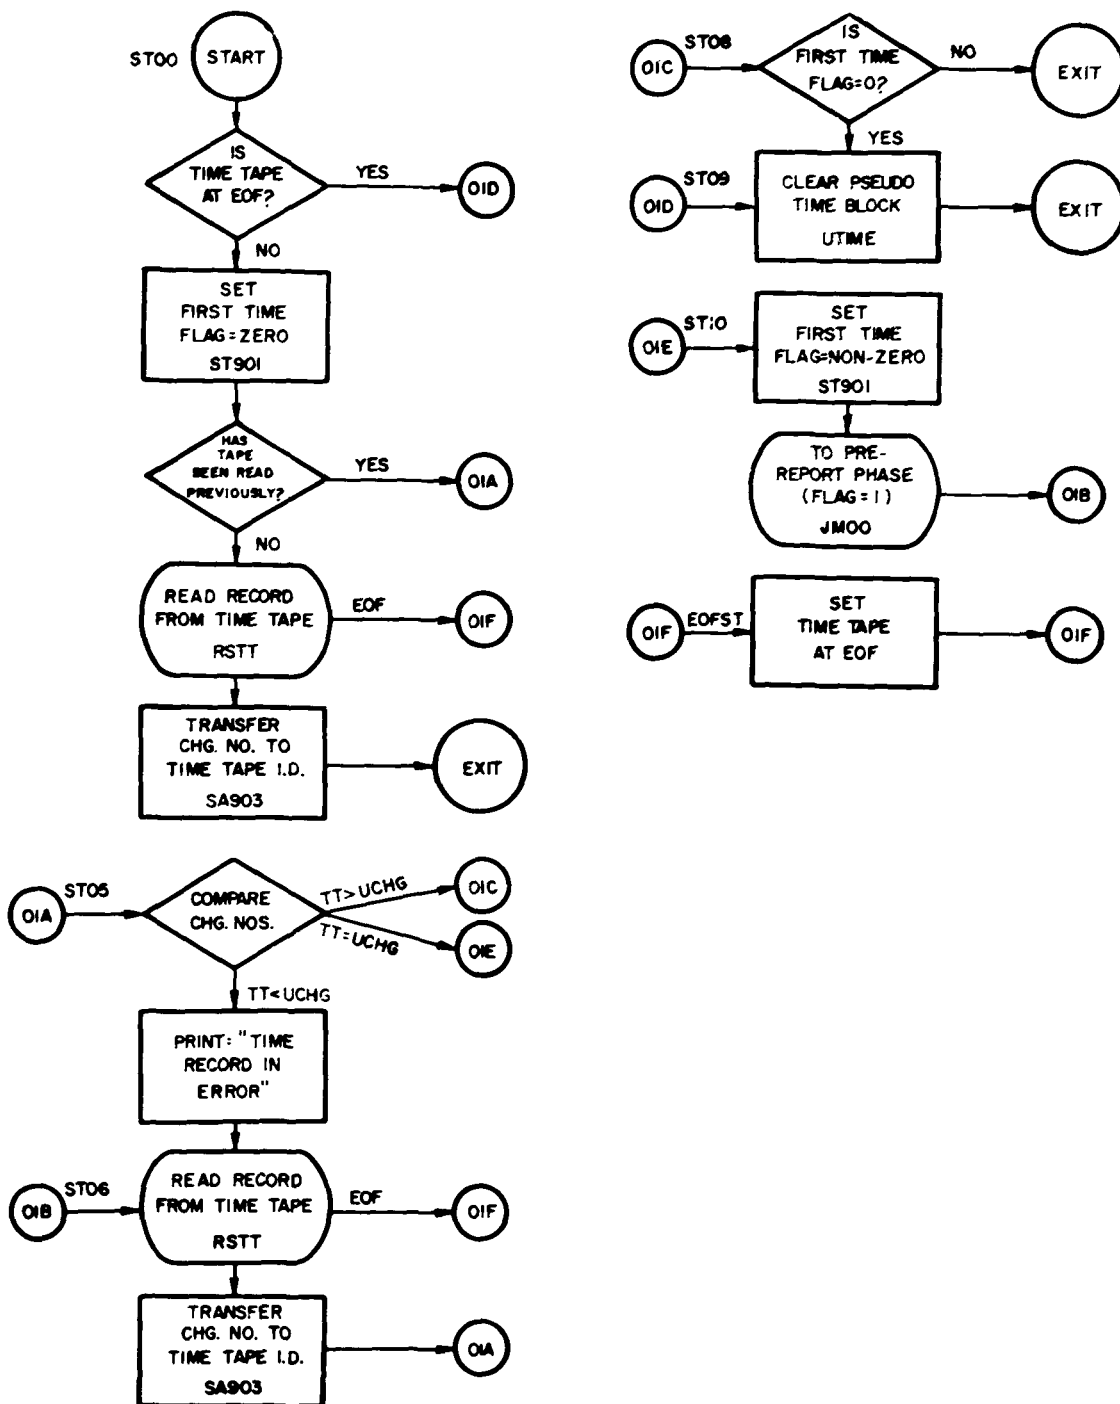 ST00
START
IS
TIME TAPE
AT EOF?
YES
01D
NO
SET
FIRST TIME
FLAG=ZERO
ST901
HAS
TAPE
BEEN READ
PREVIOUSLY?
YES
01A
NO
READ RECORD
FROM TIME TAPE
RSTT
EOF
01F
TRANSFER
CHG. NO. TO
TIME TAPE I.D.
SA903
EXIT
01A
ST05
COMPARE
CHG. NOS.
TT>UCHG
01C
TT=UCHG
01E
TT<UCHG
PRINT: "TIME
RECORD IN
ERROR"
01B
ST06
READ RECORD
FROM TIME TAPE
RSTT
EOF
01F
TRANSFER
CHG. NO. TO
TIME TAPE I.D.
SA903
01A
01C
ST08
IS
FIRST TIME
FLAG=0?
NO
EXIT
YES
01D
ST09
CLEAR PSEUDO
TIME BLOCK
UTIME
EXIT
01E
ST10
SET
FIRST TIME
FLAG=NON-ZERO
ST901
TO PRE-
REPORT PHASE
(FLAG=1)
JM00
01B
01F
EOFST
SET
TIME TAPE
AT EOF
01F